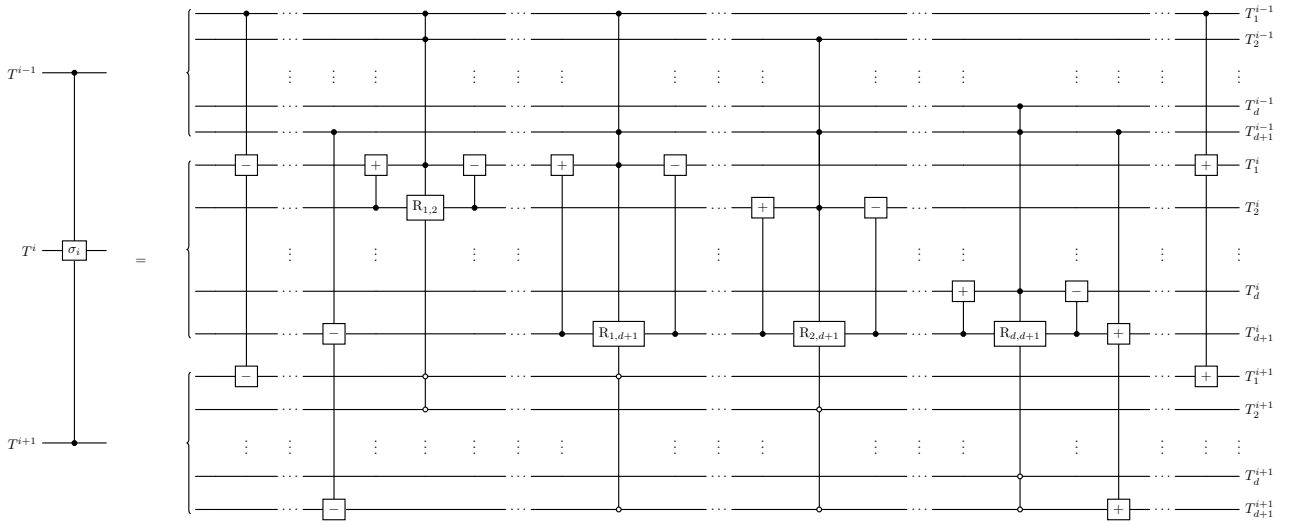 T^{i-1}
T^{i}
T^{i+1}
σ_i
=
T_1^{i-1}
T_2^{i-1}
T_d^{i-1}
T_{d+1}^{i-1}
− + − + − +
T_1^{i}
R_{1,2} + −
T_2^{i}
+ −
T_d^{i}
− R_{1,d+1} R_{2,d+1} R_{d,d+1} +
T_{d+1}^{i}
− +
T_1^{i+1}
T_2^{i+1}
T_d^{i+1}
− +
T_{d+1}^{i+1}